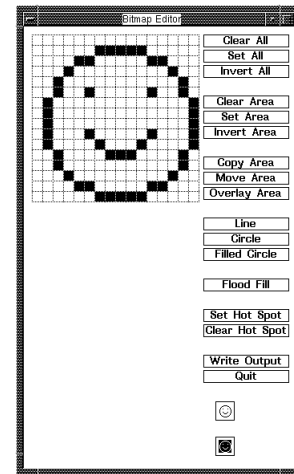 Bitmap Editor
Clear All
Set All
Invert All
Clear Area
Set Area
Invert Area
Copy Area
Move Area
Overlay Area
Line
Circle
Filled Circle
Flood Fill
Set Hot Spot
Clear Hot Spot
Write Output
Quit